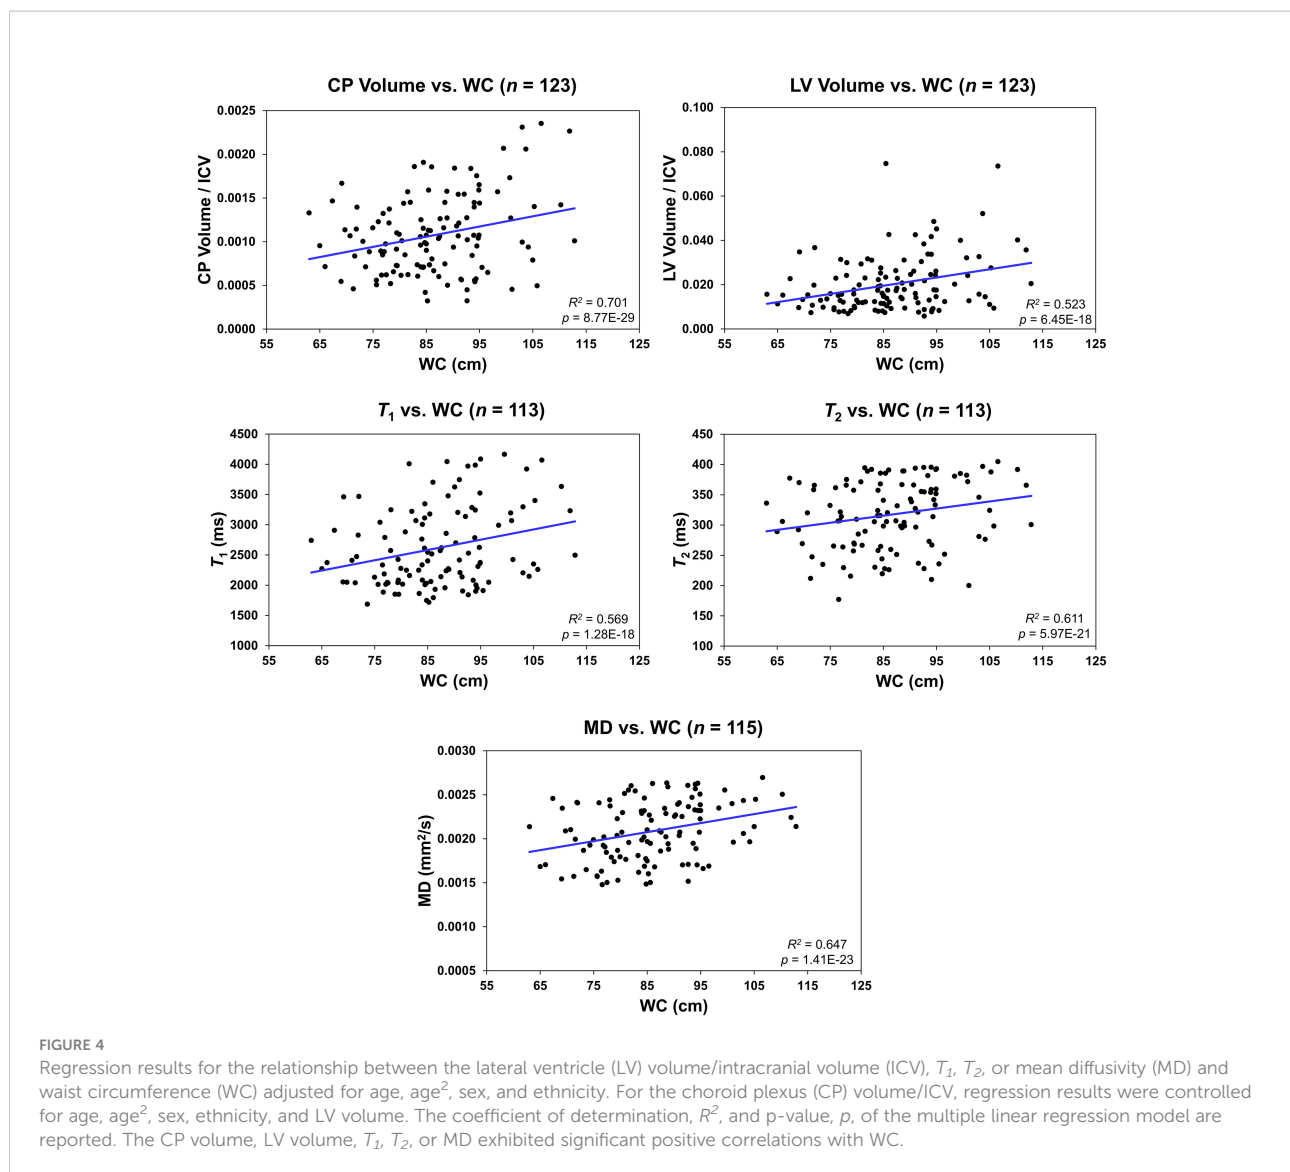 CP Volume vs. WC (n = 123)
0.0025
0.0020
0.0015
0.0010
0.0005
0.0000
CP Volume / ICV
R² = 0.701
p = 8.77E-29
55 65 75 85 95 105 115 125
WC (cm)
LV Volume vs. WC (n = 123)
0.100
0.080
0.060
0.040
0.020
0.000
LV Volume / ICV
R² = 0.523
p = 6.45E-18
55 65 75 85 95 105 115 125
WC (cm)
T₁ vs. WC (n = 113)
4500
4000
3500
3000
2500
2000
1500
1000
T₁ (ms)
R² = 0.569
p = 1.28E-18
55 65 75 85 95 105 115 125
WC (cm)
T₂ vs. WC (n = 113)
450
400
350
300
250
200
150
100
T₂ (ms)
R² = 0.611
p = 5.97E-21
55 65 75 85 95 105 115 125
WC (cm)
MD vs. WC (n = 115)
0.0030
0.0025
0.0020
0.0015
0.0010
0.0005
MD (mm²/s)
R² = 0.647
p = 1.41E-23
55 65 75 85 95 105 115 125
WC (cm)
FIGURE 4
Regression results for the relationship between the lateral ventricle (LV) volume/intracranial volume (ICV), T₁, T₂, or mean diffusivity (MD) and
waist circumference (WC) adjusted for age, age², sex, and ethnicity. For the choroid plexus (CP) volume/ICV, regression results were controlled
for age, age², sex, ethnicity, and LV volume. The coefficient of determination, R², and p-value, p, of the multiple linear regression model are
reported. The CP volume, LV volume, T₁, T₂, or MD exhibited significant positive correlations with WC.